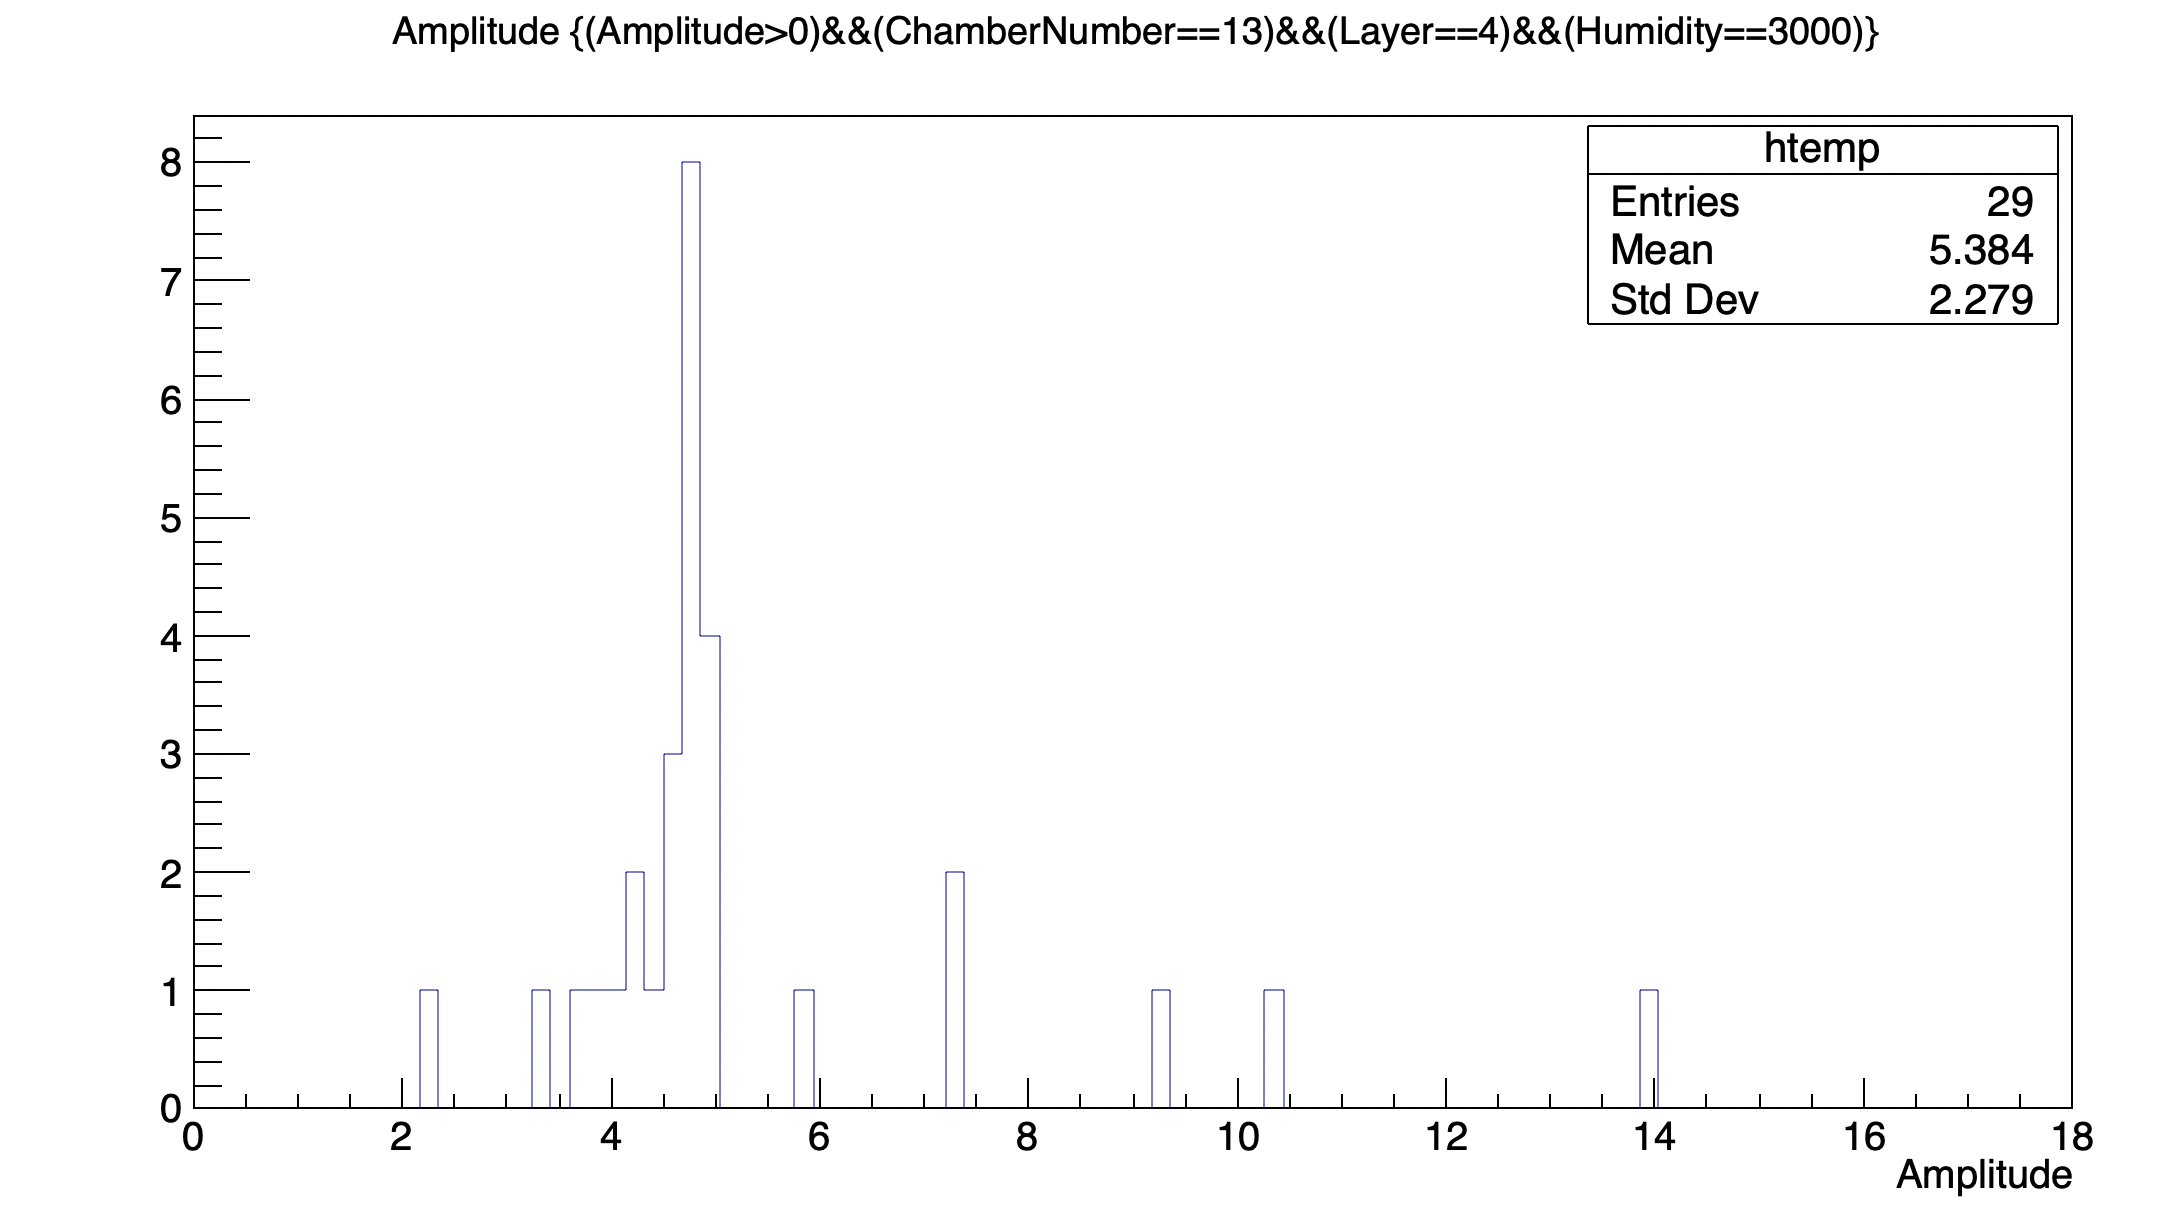 Amplitude {(Amplitude>0)&&(ChamberNumber==13)&&(Layer==4)&&(Humidity==3000)}
htemp
Entries 29
Mean 5.384
Std Dev 2.279
8
7
6
5
4
3
2
1
0
0 2 4 6 8 10 12 14 16 18
Amplitude